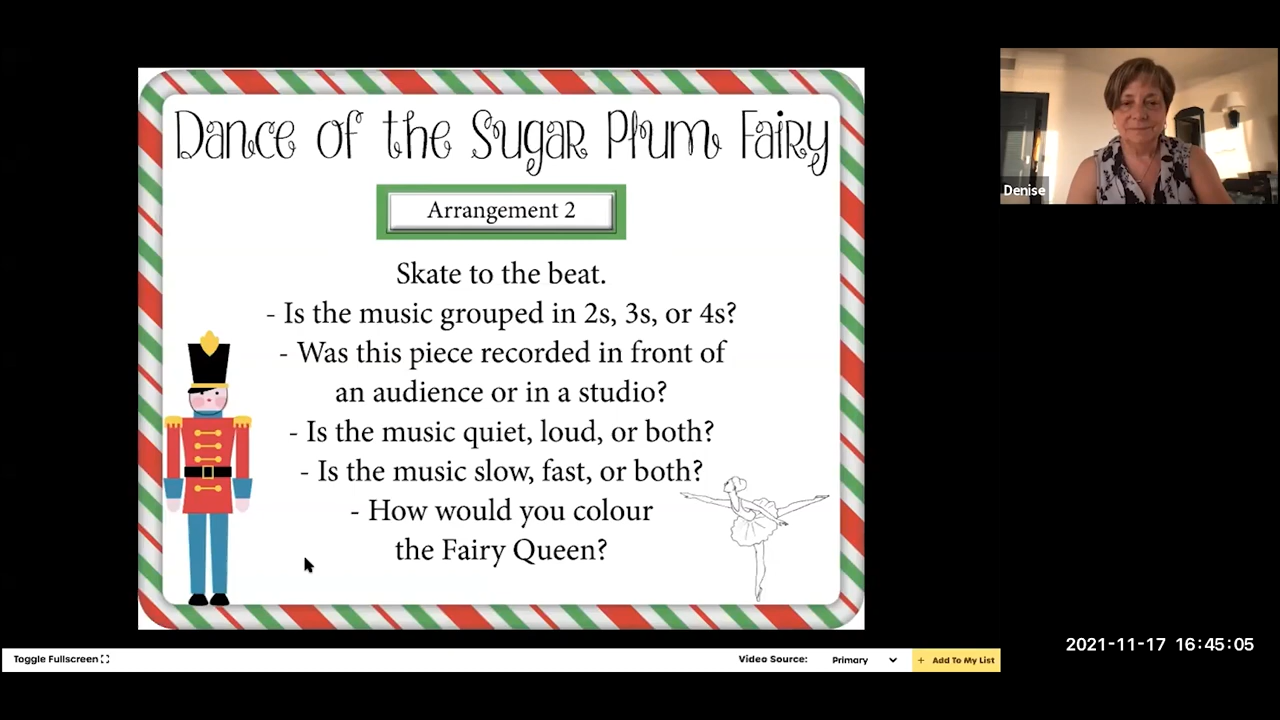 Dance of the Sugar Plum Fairy
Arrangement 2
Skate to the beat.
- Is the music grouped in 2s, 3s, or 4s?
- Was this piece recorded in front of
an audience or in a studio?
- Is the music quiet, loud, or both?
- Is the music slow, fast, or both?
- How would you colour
the Fairy Queen?
Denise
2021-11-17 16:45:05
Toggle Fullscreen
Video Source: Primary
+ Add To My List